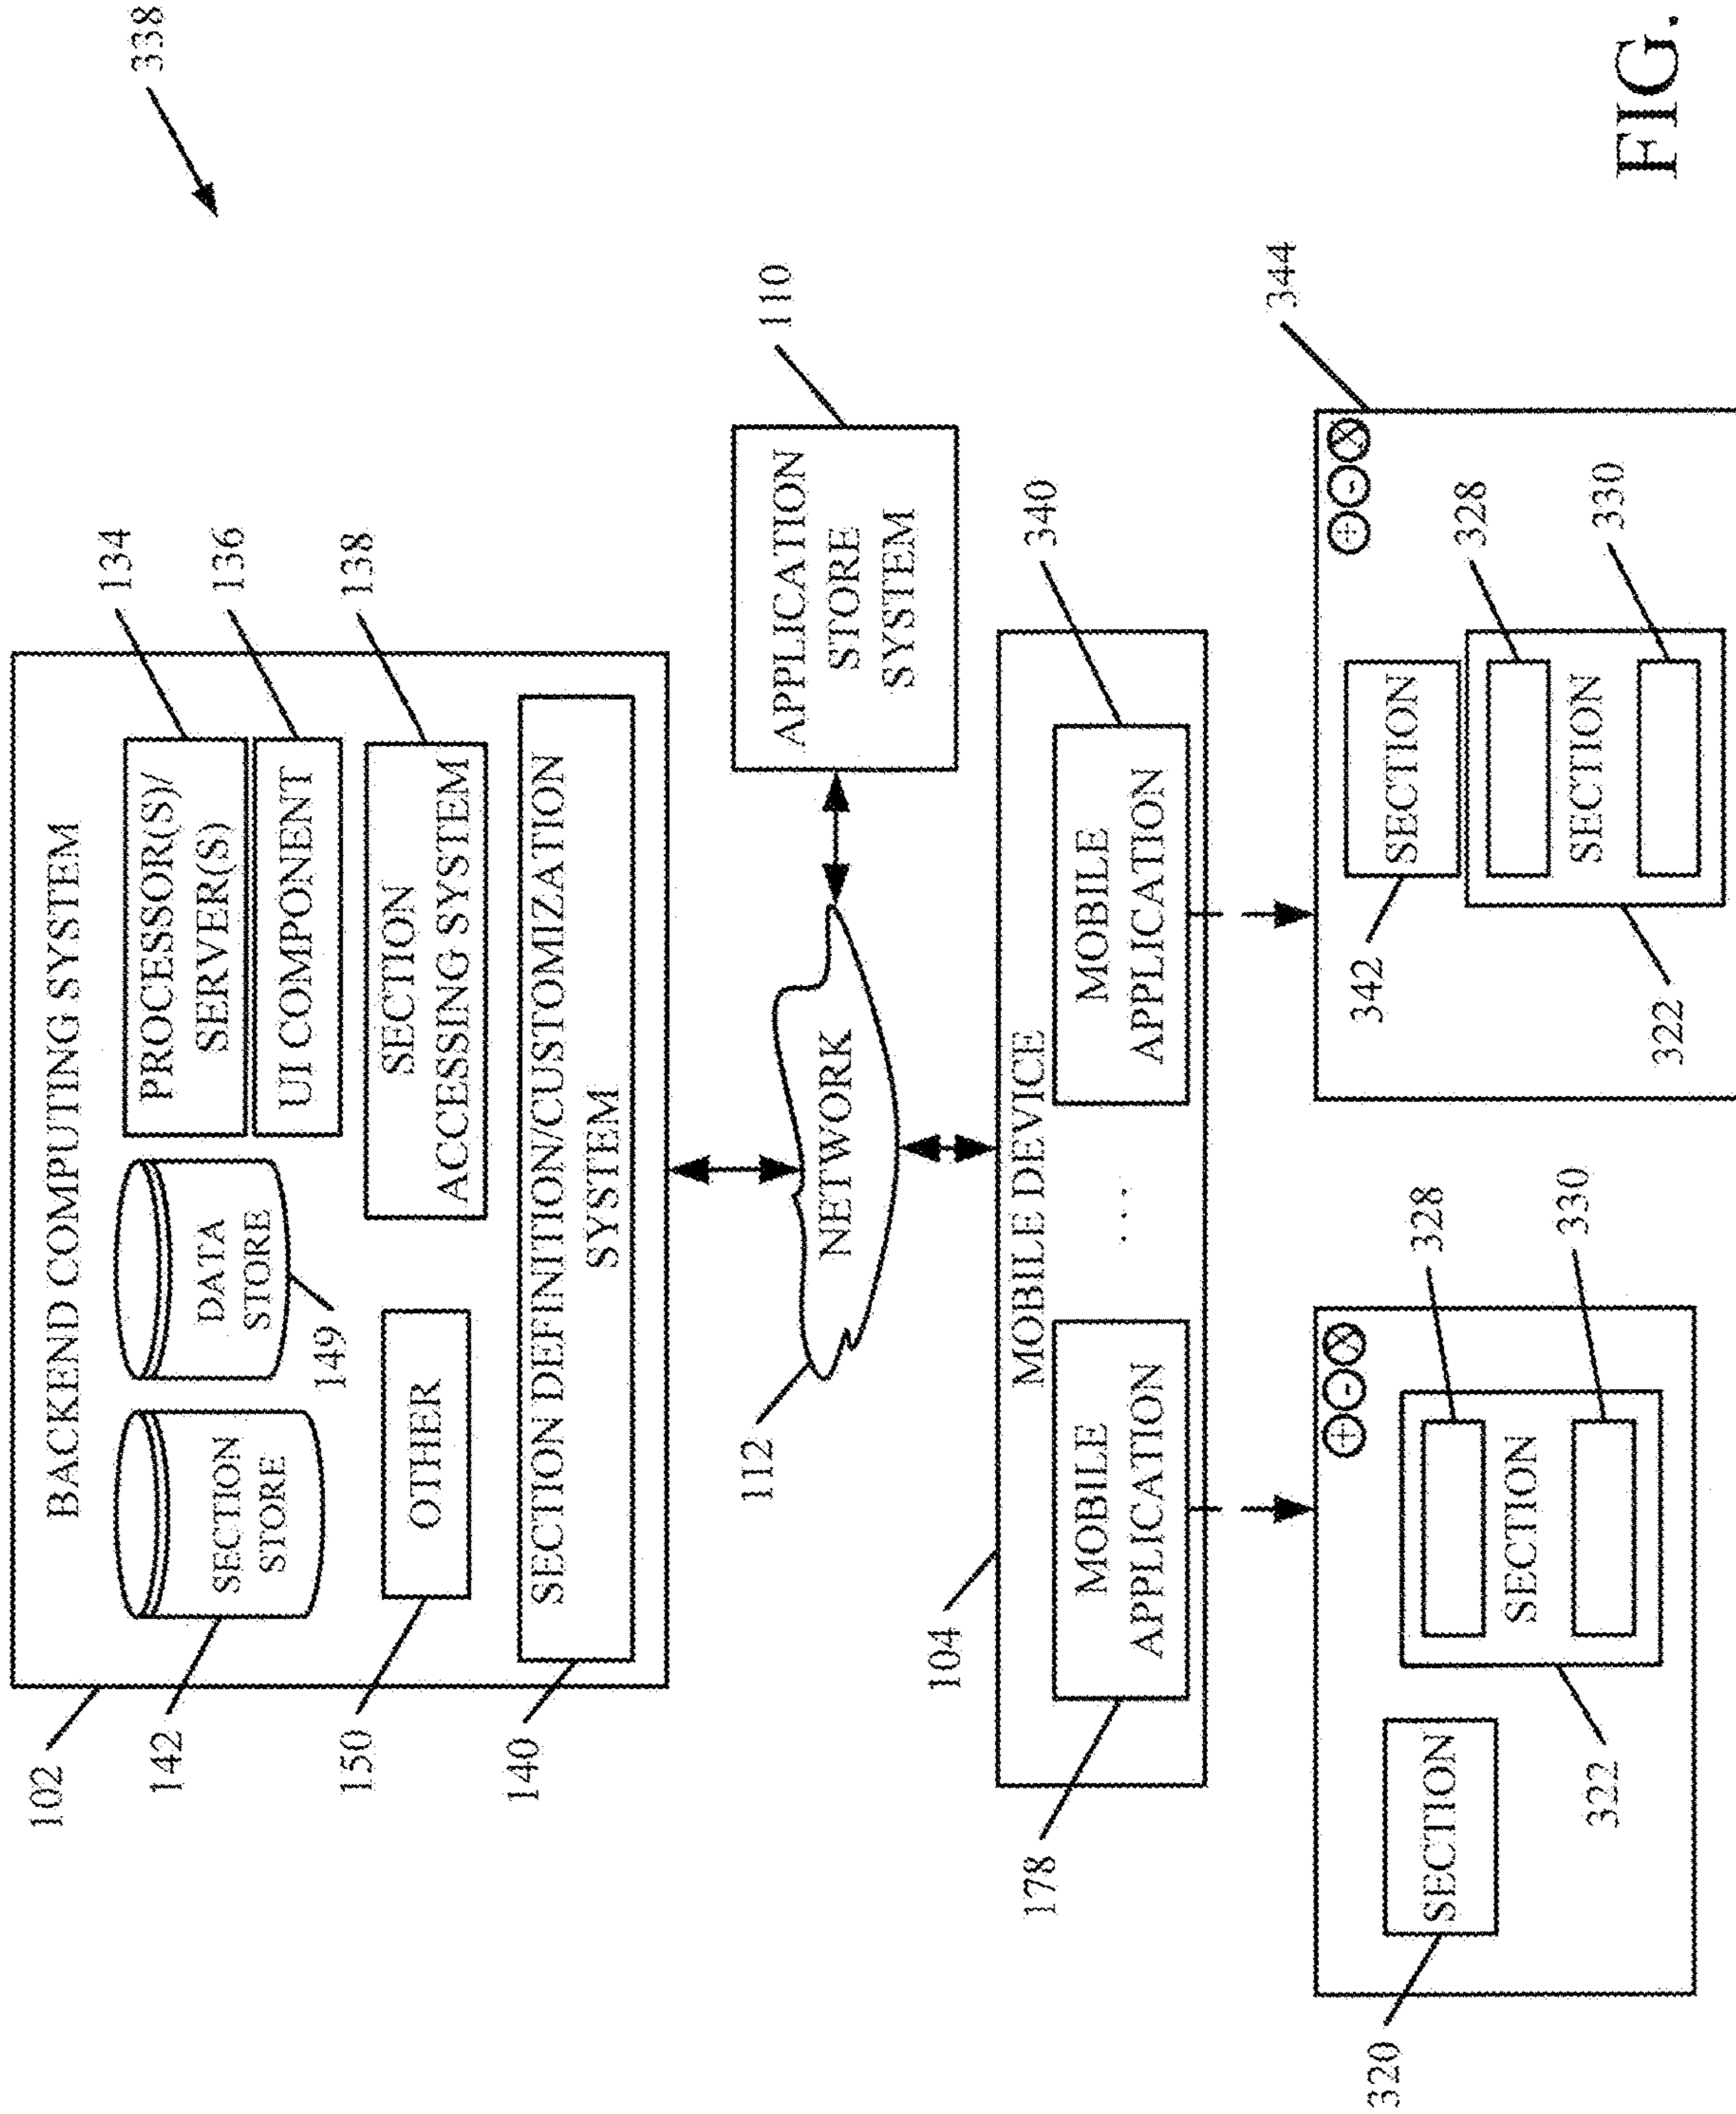 338
BACKEND COMPUTING SYSTEM
102
142
SECTION
STORE
DATA
STORE
149
PROCESSOR(S)/
SERVER(S)
134
UI COMPONENT
136
150
OTHER
SECTION
ACCESSING SYSTEM
138
140
SECTION DEFINITION/CUSTOMIZATION
SYSTEM
112
NETWORK
APPLICATION
STORE
SYSTEM
110
104
MOBILE DEVICE
178
MOBILE
APPLICATION
. . .
MOBILE
APPLICATION
340
320
SECTION
+ - X
328
SECTION
330
322
344
+ - X
342
SECTION
328
SECTION
330
322
FIG.